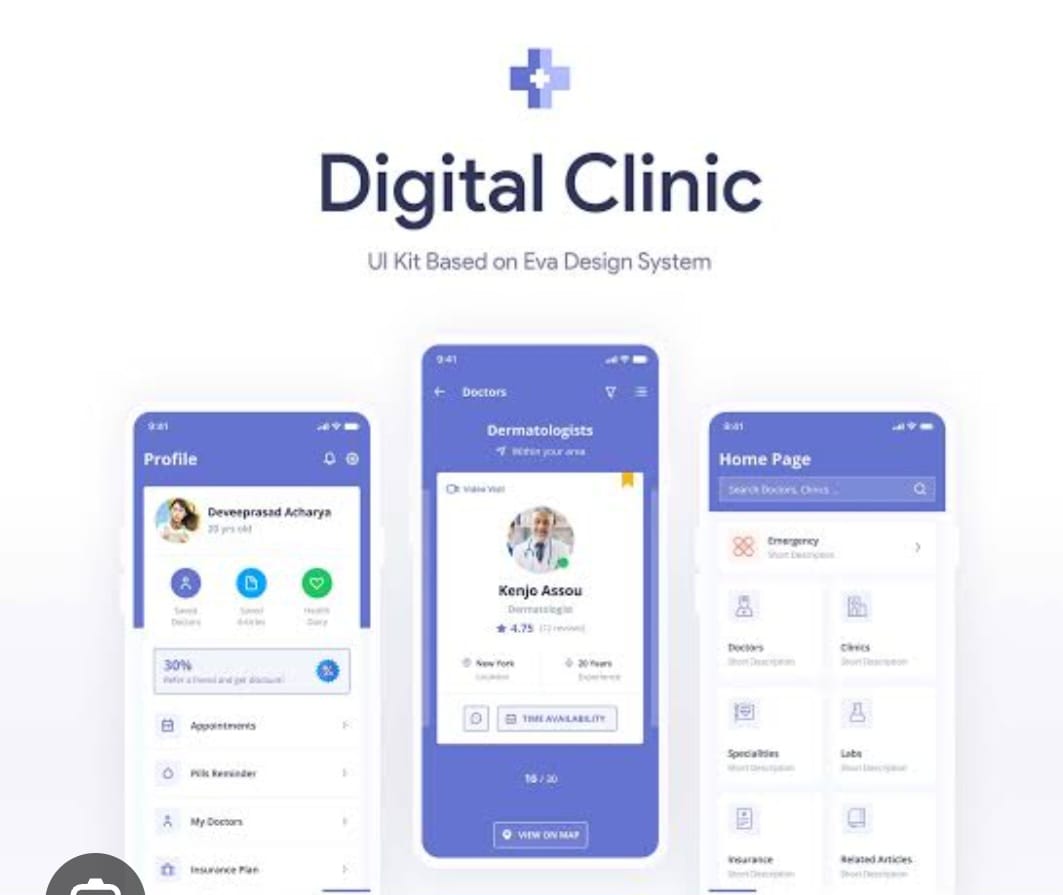 Digital Clinic
UI Kit Based on Eva Design System
9:41
Profile
Deveeprasad Acharya
20 yrs old
Saved
Doctors
Saved
Articles
Health
Diary
30%
Refer a friend and get discount!
Appointments
Pills Reminder
My Doctors
Insurance Plan
9:41
Doctors
Dermatologists
Within your area
Video Visit
Kenjo Assou
Dermatologist
4.75 (72 reviews)
New York
Location
20 Years
Experience
TIME AVAILABILITY
16 / 20
VIEW ON MAP
9:41
Home Page
Search Doctors, Clinics ...
Emergency
Short Description
Doctors
Short Description
Clinics
Short Description
Specialities
Short Description
Labs
Short Description
Insurance
Short Description
Related Articles
Short Description